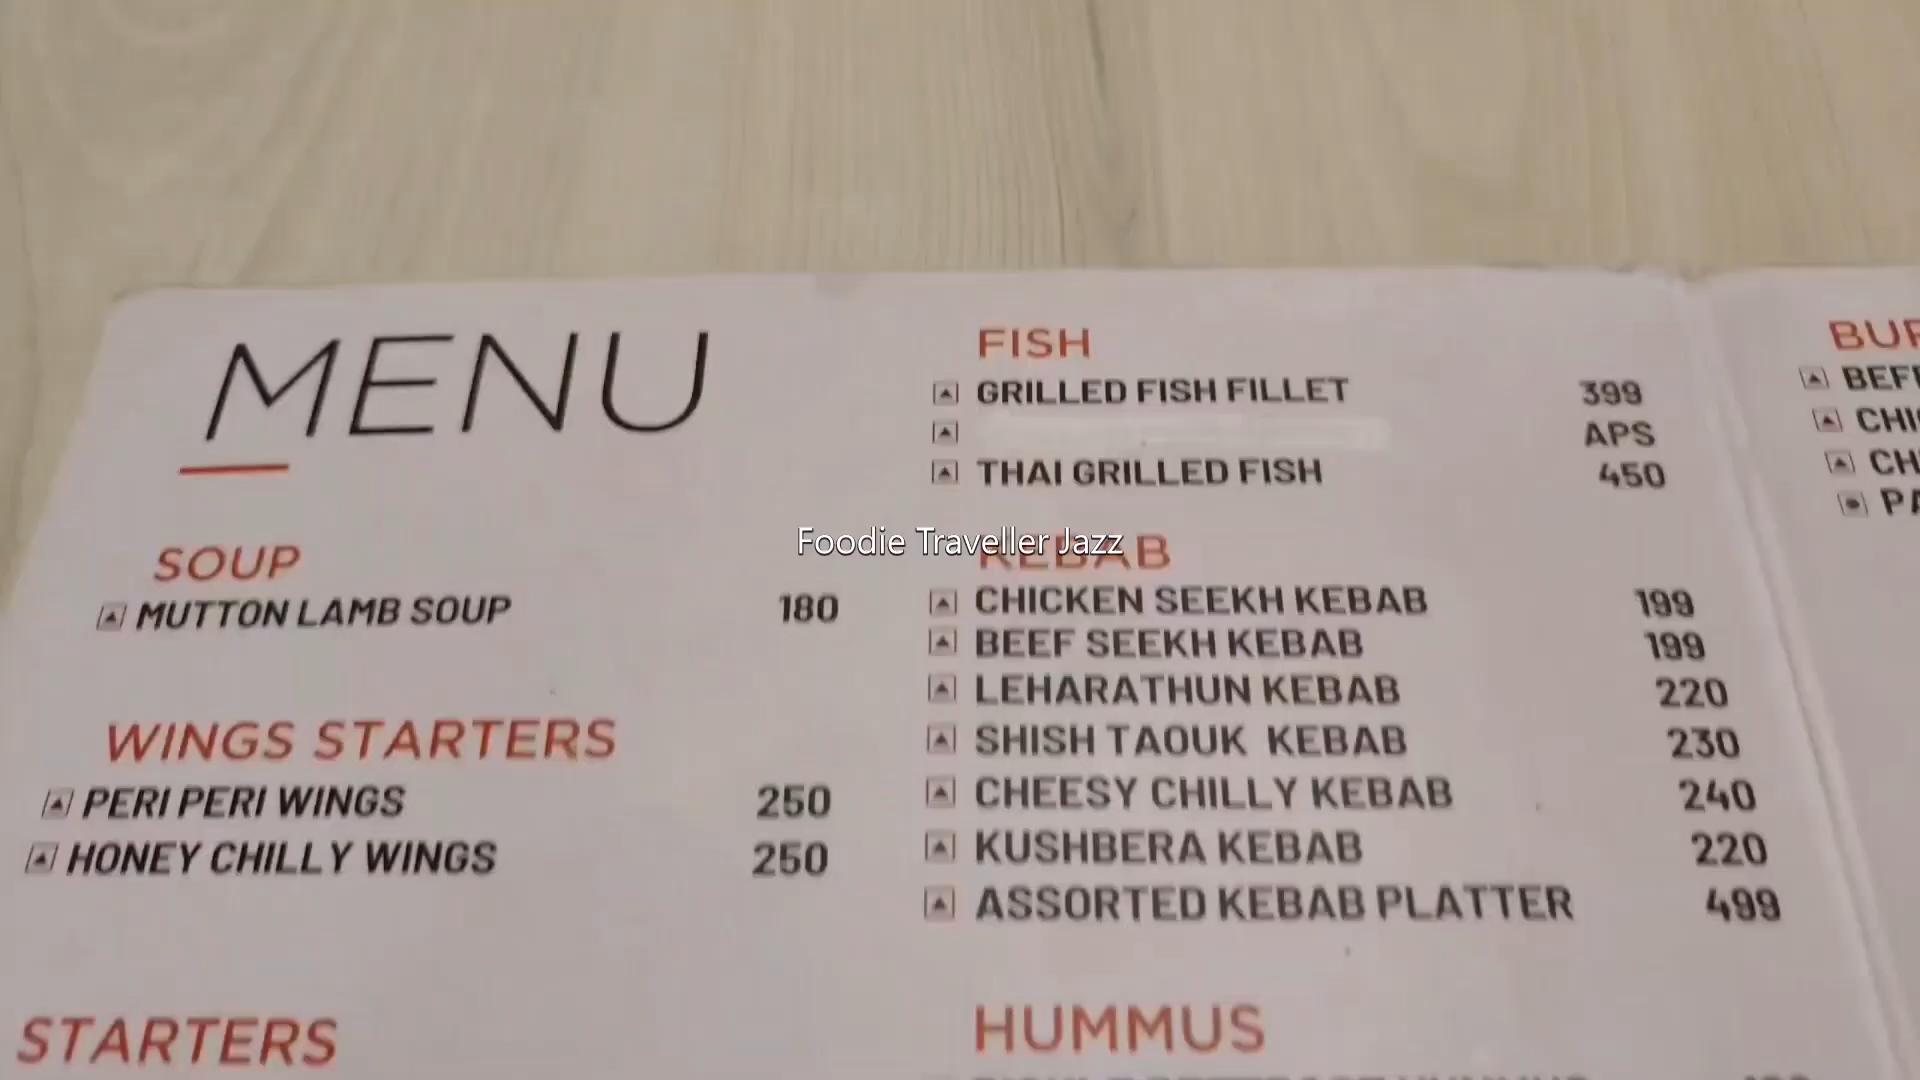 MENU
SOUP
MUTTON LAMB SOUP 180
WINGS STARTERS
PERI PERI WINGS 250
HONEY CHILLY WINGS 250
STARTERS
FISH
GRILLED FISH FILLET 399
APS
THAI GRILLED FISH 450
KEBAB
CHICKEN SEEKH KEBAB 199
BEEF SEEKH KEBAB 199
LEHARATHUN KEBAB 220
SHISH TAOUK KEBAB 230
CHEESY CHILLY KEBAB 240
KUSHBERA KEBAB 220
ASSORTED KEBAB PLATTER 499
HUMMUS
Foodie Traveller Jazz